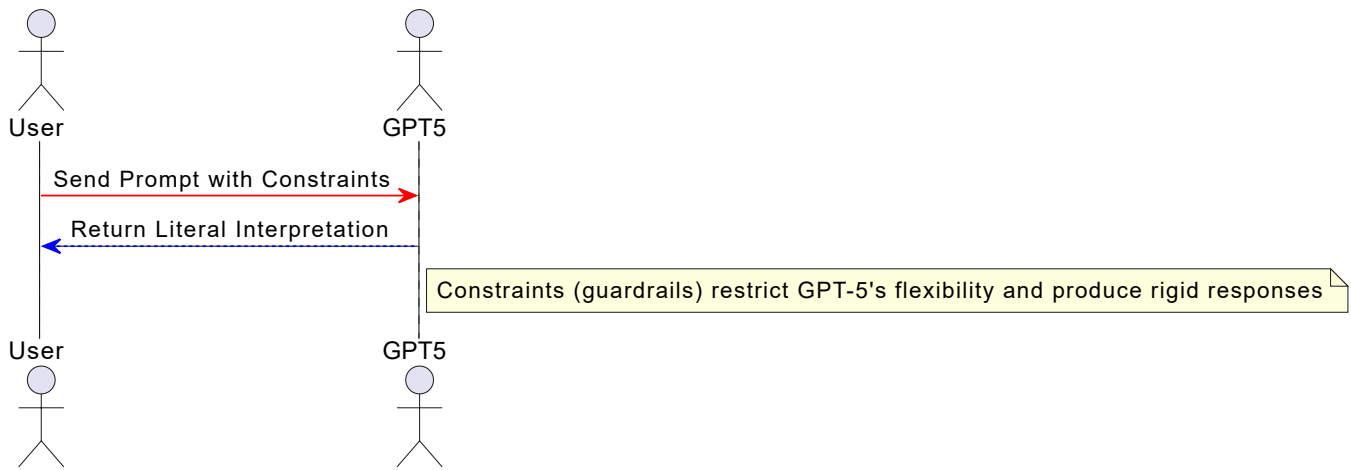 User
GPT5
Send Prompt with Constraints
Return Literal Interpretation
Constraints (guardrails) restrict GPT-5's flexibility and produce rigid responses
User
GPT5